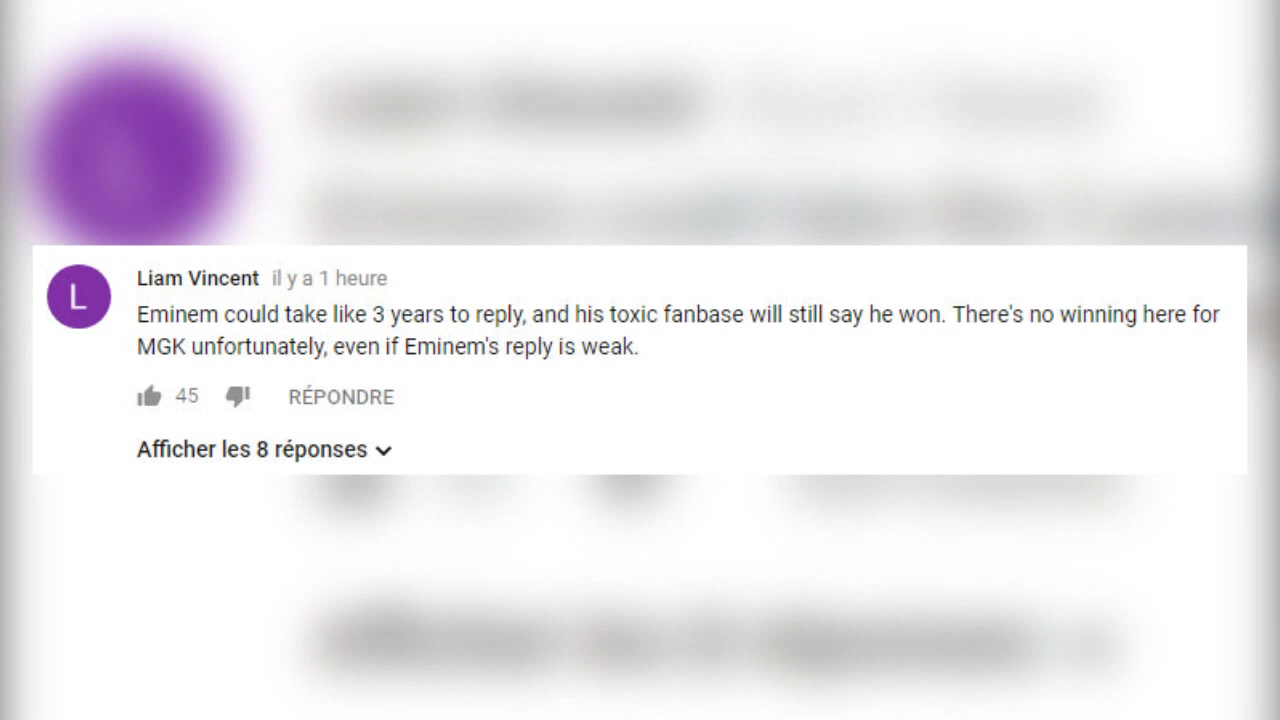 L
Liam Vincent il y a 1 heure
Eminem could take like 3 years to reply, and his toxic fanbase will still say he won. There's no winning here for
MGK unfortunately, even if Eminem's reply is weak.
45 RÉPONDRE
Afficher les 8 réponses